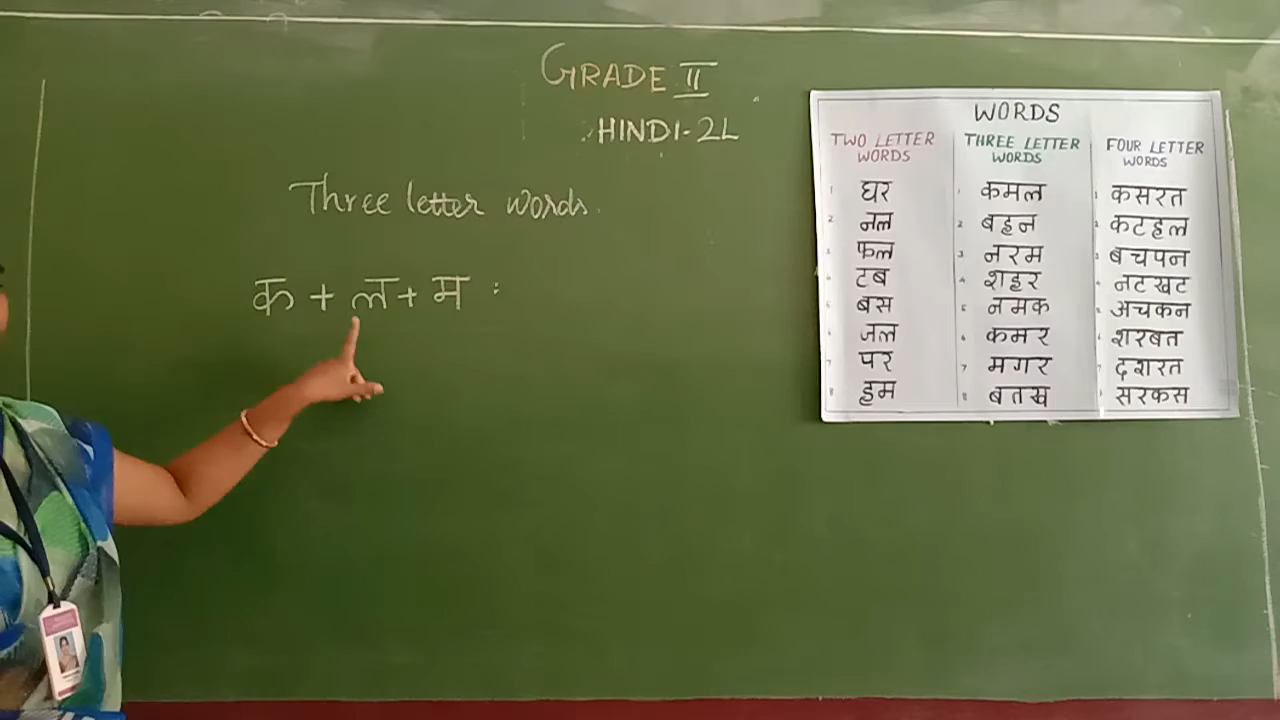 GRADE II
HINDI-2L
Three letter words.
क + ल + म :
WORDS
TWO LETTER WORDS
1 घर
2 नल
3 फल
4 टब
5 बस
6 जल
7 पर
8 हम
THREE LETTER WORDS
1 कमल
2 बहन
3 नरम
4 शहर
5 नमक
6 कमर
7 मगर
8 बतख
FOUR LETTER WORDS
1 कसरत
2 कटहल
3 बचपन
4 नटखट
5 अचकन
6 शरबत
7 दशरत
8 सरकस